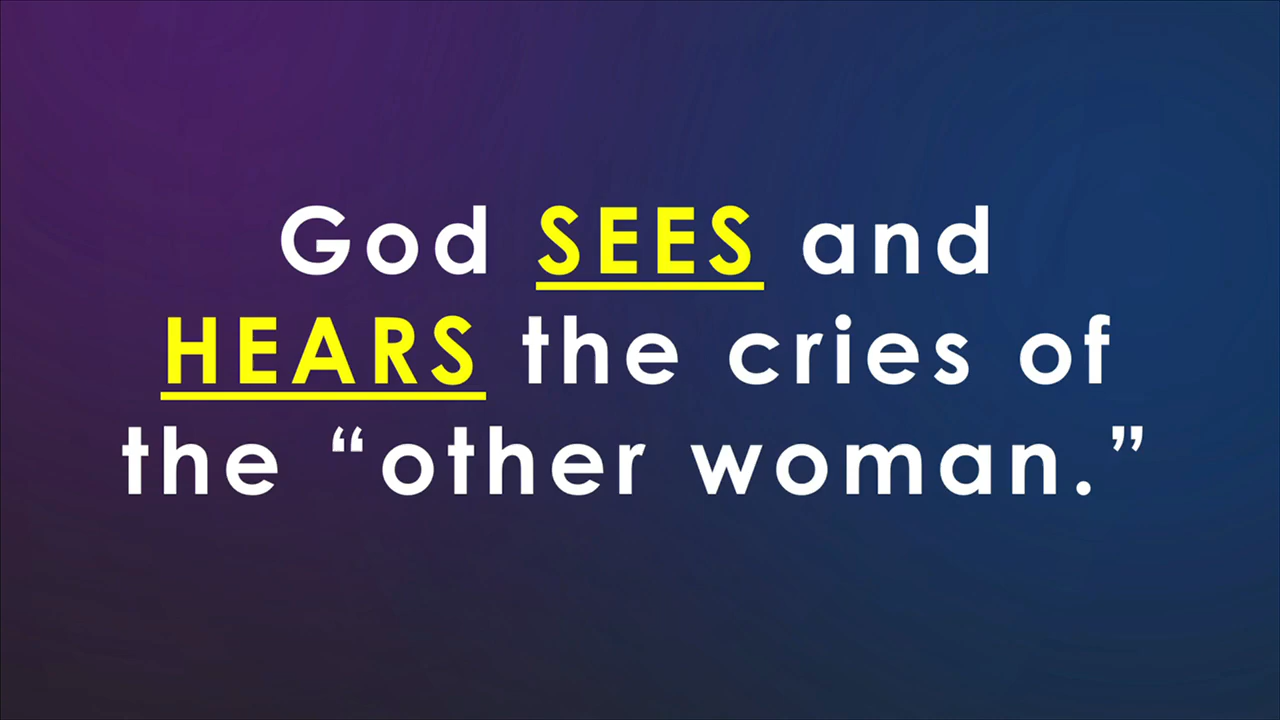 God SEES and
HEARS the cries of
the “other woman.”